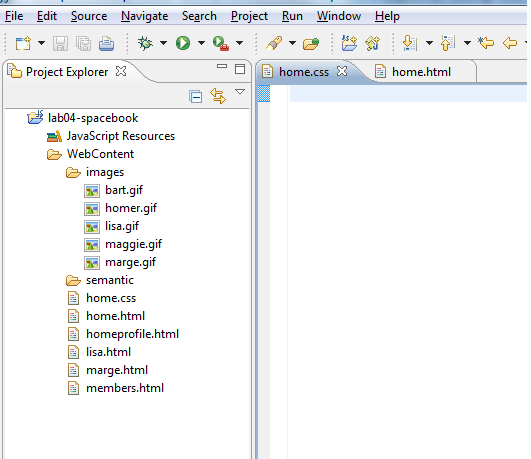 File Edit Source Navigate Search Project Run Window Help
Project Explorer
home.css
home.html
lab04-spacebook
JavaScript Resources
WebContent
images
bart.gif
homer.gif
lisa.gif
maggie.gif
marge.gif
semantic
home.css
home.html
homeprofile.html
lisa.html
marge.html
members.html